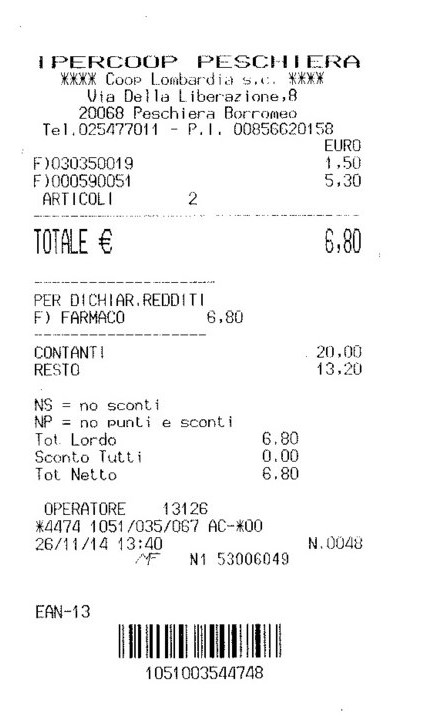 IPERCOOP PESCHIERA
**** Coop Lombardia s.c. ****
Via Della Liberazione,8
20068 Peschiera Borromeo
Tel.025477011 - P.I. 00856620158
EURO
F)030350019 1,50
F)000590051 5,30
ARTICOLI 2
TOTALE € 6,80
PER DICHIAR.REDDITI
F) FARMACO 6,80
CONTANTI 20,00
RESTO 13,20
NS = no sconti
NP = no punti e sconti
Tot Lordo 6.80
Sconto Tutti 0.00
Tot Netto 6.80
OPERATORE 13126
*4474 1051/035/067 AC-*00
26/11/14 13:40 N.0048
MF N1 53006049
EAN-13
1051003544748